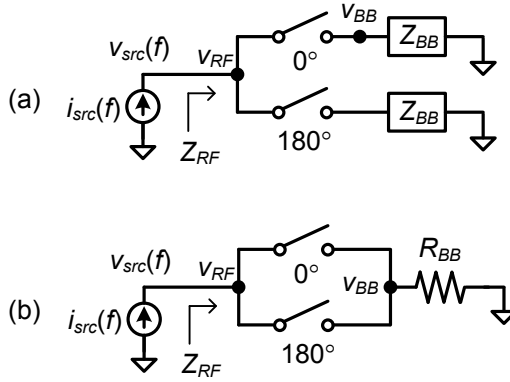 v_BB
Z_BB
v_src(f)
v_RF
0°
(a)
i_src(f)
Z_BB
Z_RF
180°
R_BB
v_src(f)
v_RF
0°
v_BB
(b)
i_src(f)
Z_RF
180°